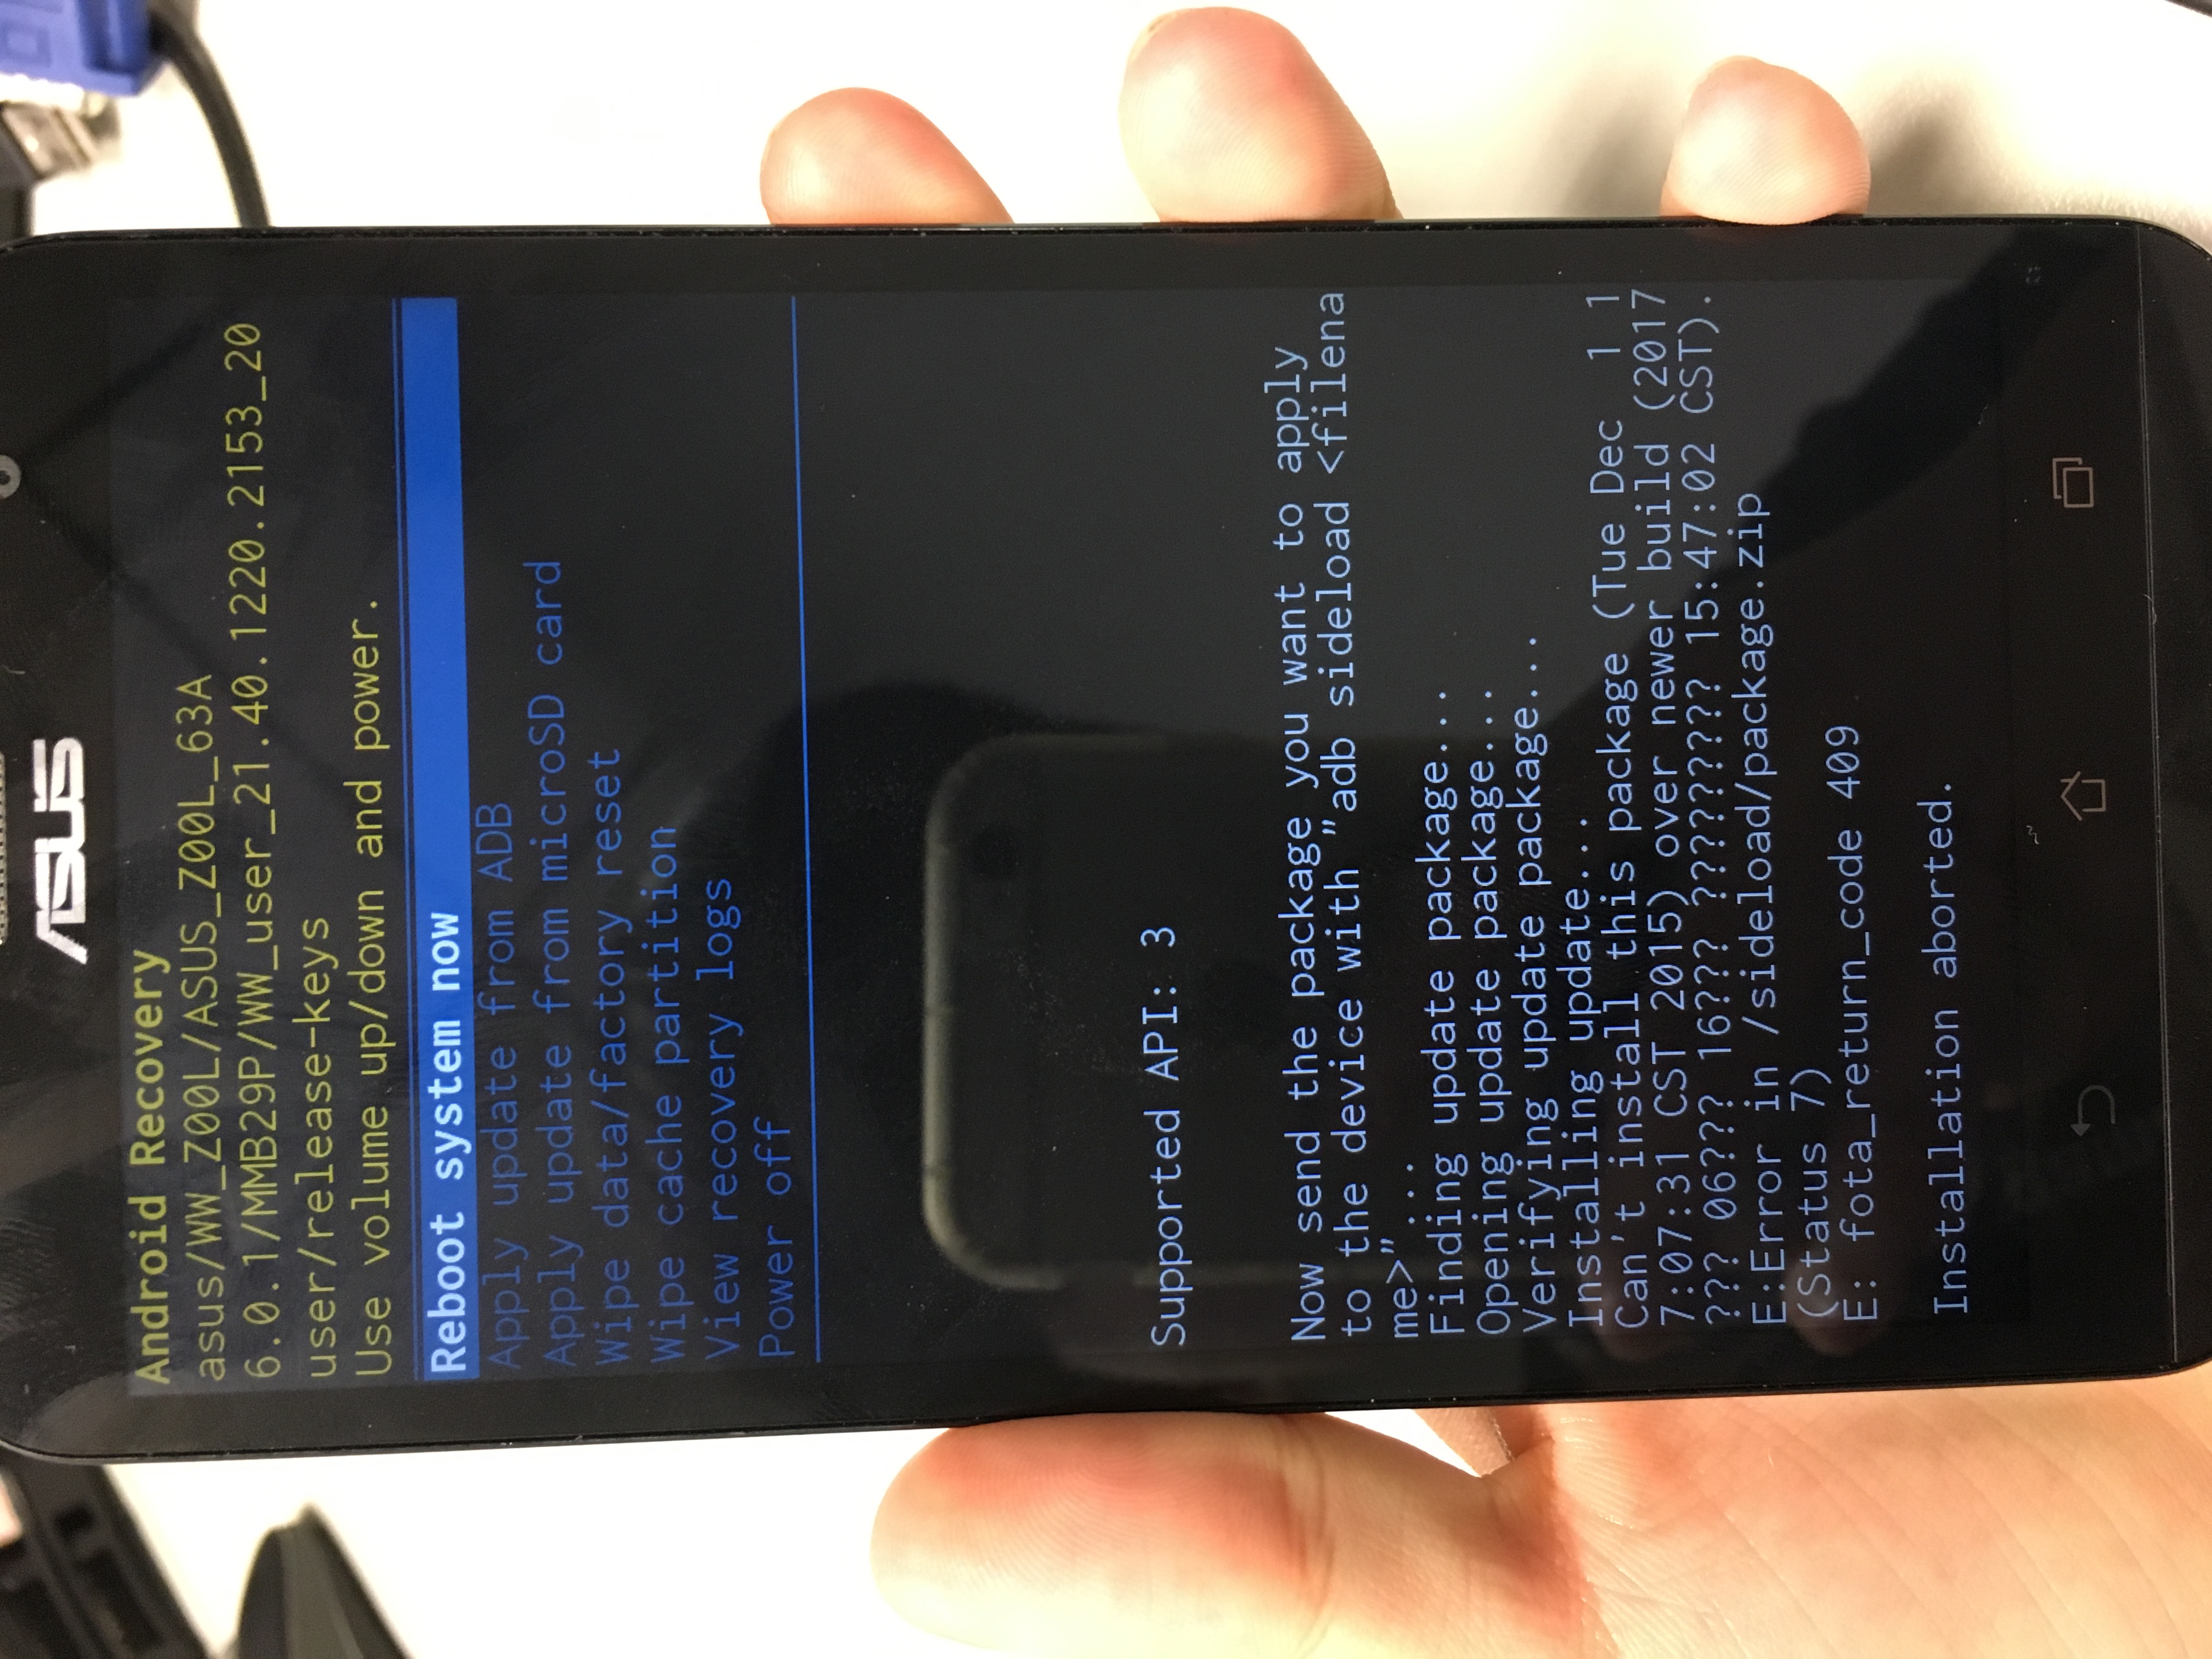 ASUS
Android Recovery
asus/WW_Z00L/ASUS_Z00L_63A
6.0.1/MMB29P/WW_user_21.40.1220.2153_20
user/release-keys
Use volume up/down and power.
Reboot system now
Apply update from ADB
Apply update from microSD card
Wipe data/factory reset
Wipe cache partition
View recovery logs
Power off
Supported API: 3
Now send the package you want to apply
to the device with "adb sideload <filena
me>"...
Finding update package...
Opening update package...
Verifying update package...
Installing update...
Can't install this package (Tue Dec  1 1
7:07:31 CST 2015) over newer build (2017
??? 06??? 16??? ????????? 15:47:02 CST).
E:Error in /sideload/package.zip
(Status 7)
E: fota_return_code 409
Installation aborted.